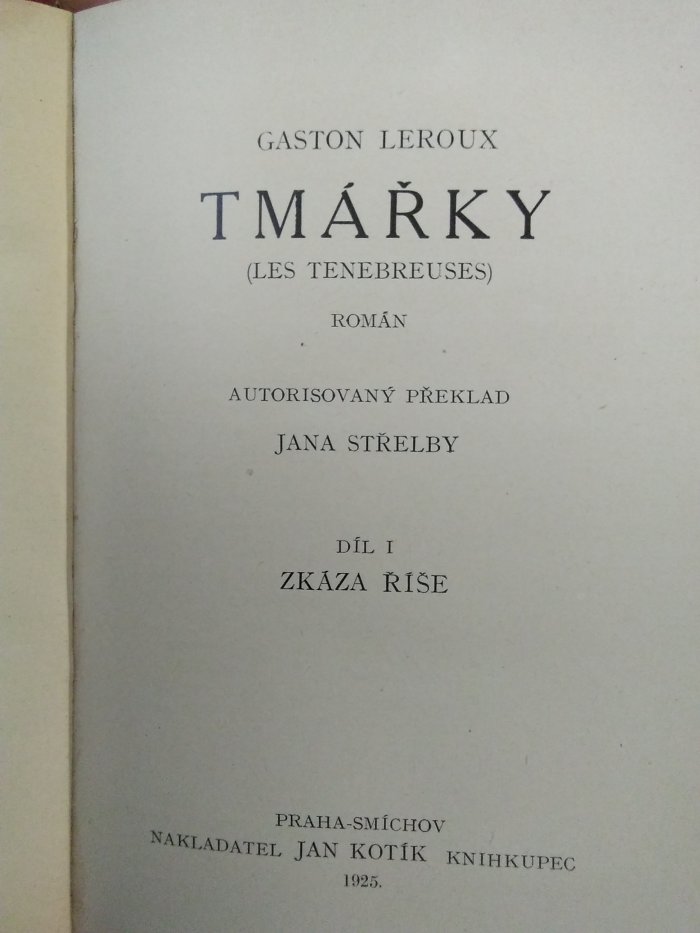 GASTON LEROUX
TMÁŘKY
(LES TENEBREUSES)
ROMÁN
AUTORISOVANÝ PŘEKLAD
JANA STŘELBY
DÍL I
ZKÁZA ŘÍŠE
PRAHA-SMÍCHOV
NAKLADATEL JAN KOTÍK KNIHKUPEC
1925.